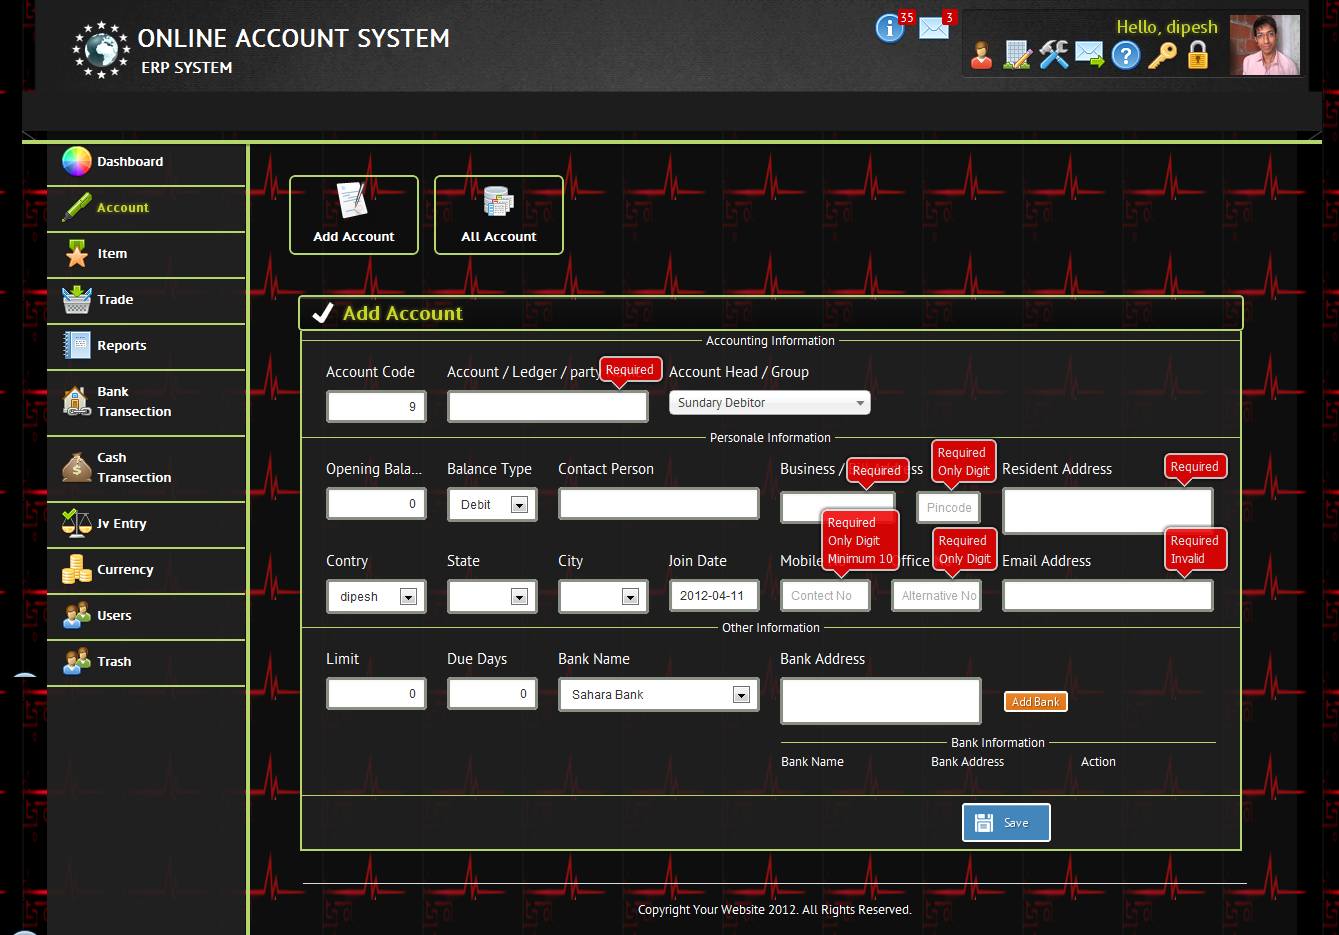 ONLINE ACCOUNT SYSTEM
ERP SYSTEM
35
3
Hello, dipesh
Dashboard
Account
Item
Trade
Reports
Bank
Transection
Cash
Transection
Jv Entry
Currency
Users
Trash
Add Account
All Account
Add Account
Accounting Information
Account Code
Account / Ledger / party
Required
Account Head / Group
9
Sundary Debitor
Personale Information
Opening Bala...
Balance Type
Contact Person
Business /
Required
Required
Only Digit
Resident Address
Required
0
Debit
Pincode
Required
Only Digit
Minimum 10
Required
Only Digit
Required
Invalid
Contry
State
City
Join Date
Mobile
ffice
Email Address
dipesh
2012-04-11
Contect No
Alternative No
Other Information
Limit
Due Days
Bank Name
Bank Address
0
0
Sahara Bank
Add Bank
Bank Information
Bank Name
Bank Address
Action
Save
Copyright Your Website 2012. All Rights Reserved.